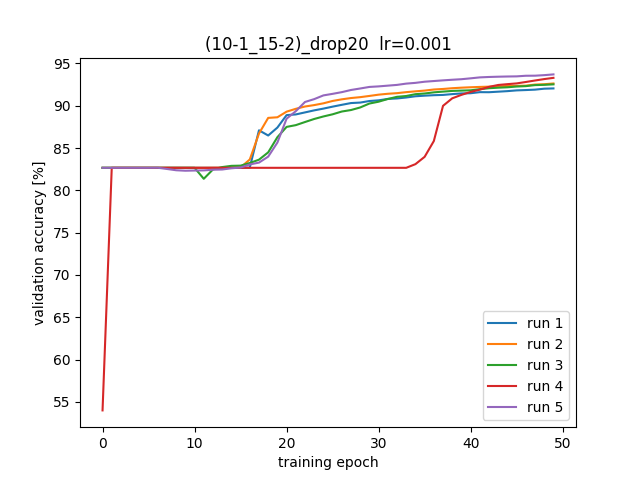 (10-1_15-2)_drop20  lr=0.001
validation accuracy [%]
95
90
85
80
75
70
65
60
55
0
10
20
30
40
50
training epoch
run 1
run 2
run 3
run 4
run 5